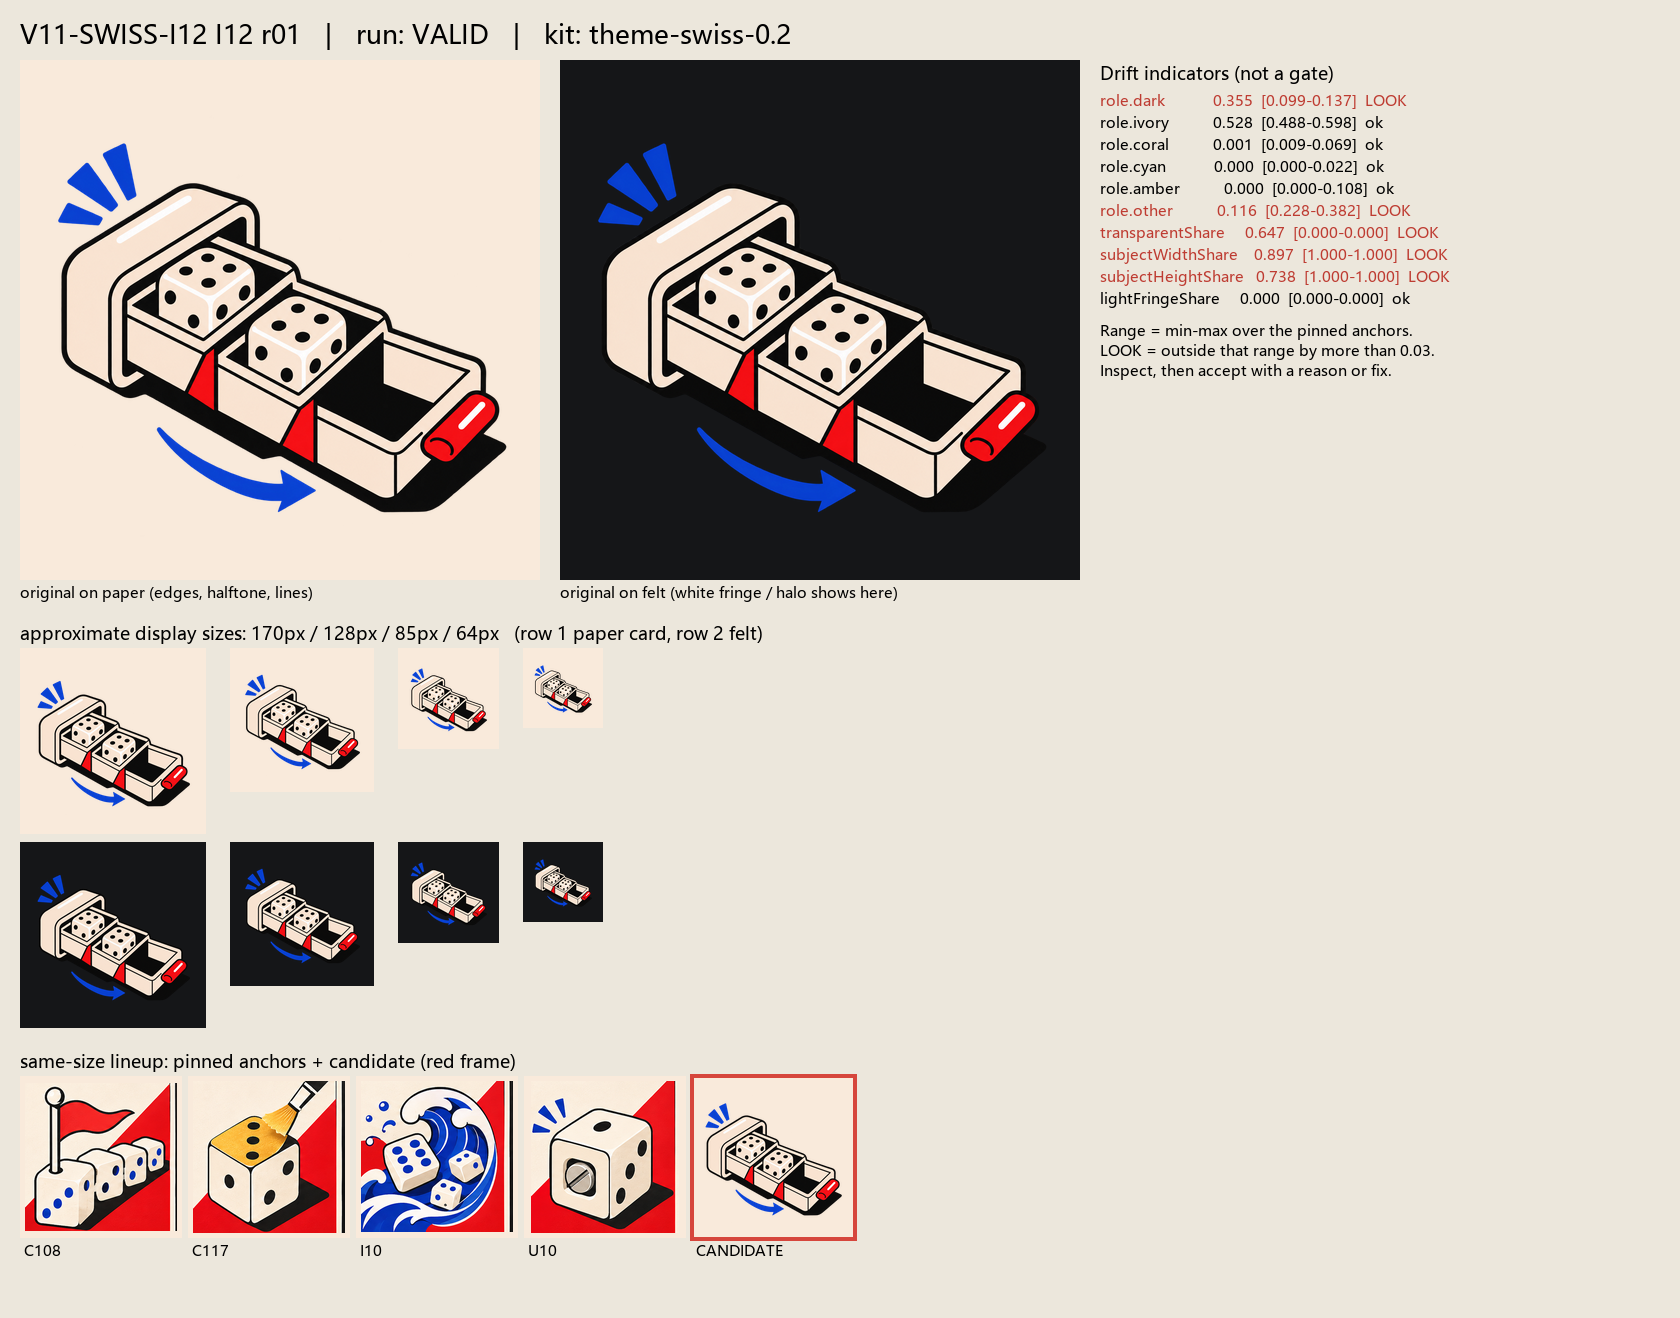 V11-SWISS-I12 I12 r01 | run: VALID | kit: theme-swiss-0.2
Drift indicators (not a gate)
role.dark 0.355 [0.099-0.137] LOOK
role.ivory 0.528 [0.488-0.598] ok
role.coral 0.001 [0.009-0.069] ok
role.cyan 0.000 [0.000-0.022] ok
role.amber 0.000 [0.000-0.108] ok
role.other 0.116 [0.228-0.382] LOOK
transparentShare 0.647 [0.000-0.000] LOOK
subjectWidthShare 0.897 [1.000-1.000] LOOK
subjectHeightShare 0.738 [1.000-1.000] LOOK
lightFringeShare 0.000 [0.000-0.000] ok
Range = min-max over the pinned anchors.
LOOK = outside that range by more than 0.03.
Inspect, then accept with a reason or fix.
original on paper (edges, halftone, lines)
original on felt (white fringe / halo shows here)
approximate display sizes: 170px / 128px / 85px / 64px (row 1 paper card, row 2 felt)
same-size lineup: pinned anchors + candidate (red frame)
C108
C117
I10
U10
CANDIDATE